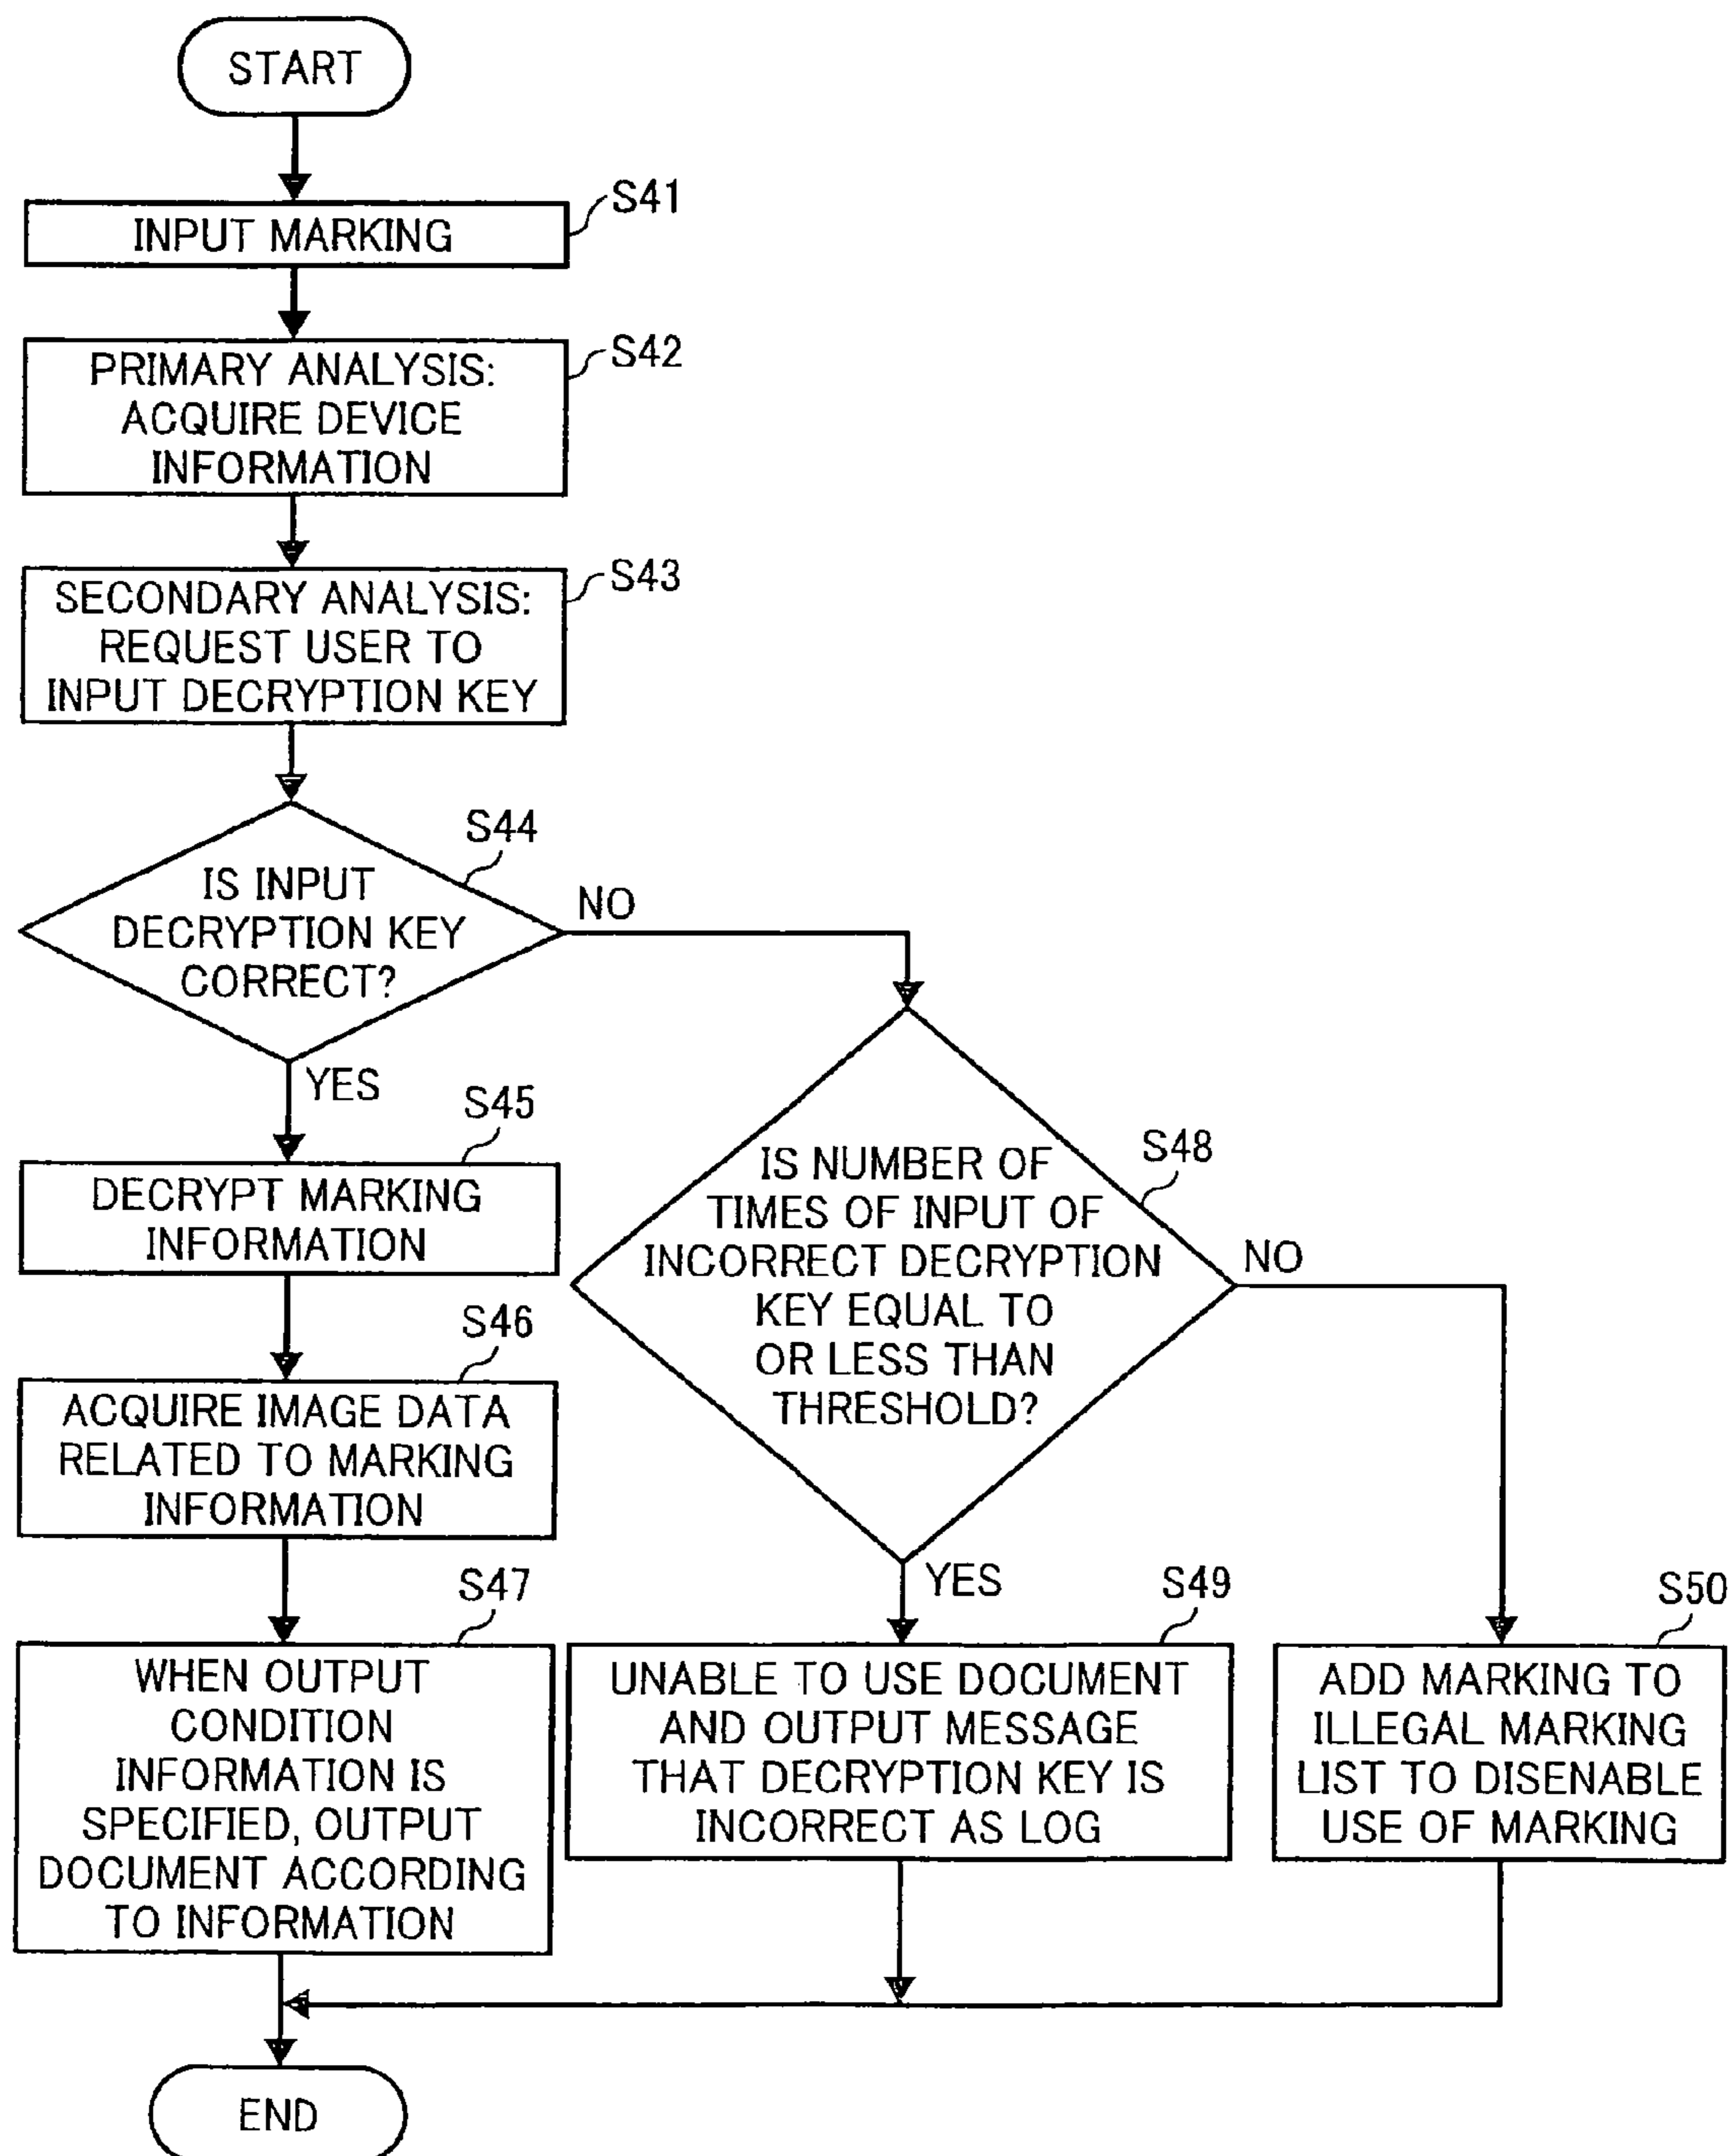 START
S41
INPUT MARKING
S42
PRIMARY ANALYSIS:
ACQUIRE DEVICE
INFORMATION
S43
SECONDARY ANALYSIS:
REQUEST USER TO
INPUT DECRYPTION KEY
S44
IS INPUT
DECRYPTION KEY
CORRECT?
NO
YES
S45
DECRYPT MARKING
INFORMATION
S46
ACQUIRE IMAGE DATA
RELATED TO MARKING
INFORMATION
S47
WHEN OUTPUT
CONDITION
INFORMATION IS
SPECIFIED, OUTPUT
DOCUMENT ACCORDING
TO INFORMATION
S48
IS NUMBER OF
TIMES OF INPUT OF
INCORRECT DECRYPTION
KEY EQUAL TO
OR LESS THAN
THRESHOLD?
NO
YES
S49
UNABLE TO USE DOCUMENT
AND OUTPUT MESSAGE
THAT DECRYPTION KEY IS
INCORRECT AS LOG
S50
ADD MARKING TO
ILLEGAL MARKING
LIST TO DISENABLE
USE OF MARKING
END